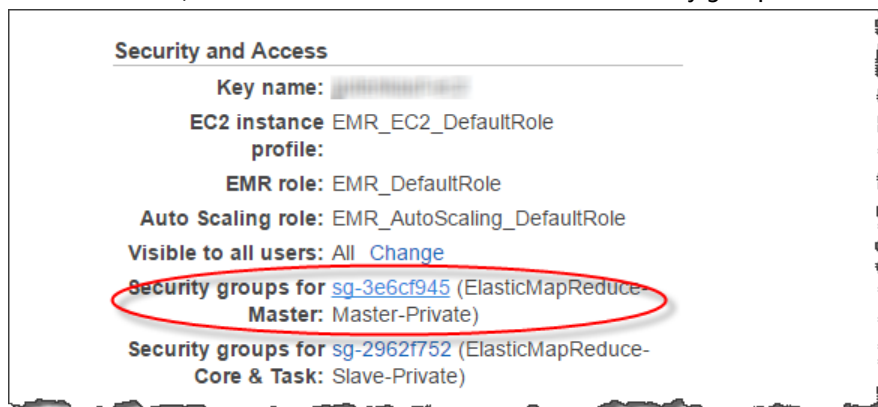 Security and Access
Key name:
EC2 instance EMR_EC2_DefaultRole
profile:
EMR role: EMR_DefaultRole
Auto Scaling role: EMR_AutoScaling_DefaultRole
Visible to all users: All Change
Security groups for sg-3e6cf945 (ElasticMapReduce-
Master: Master-Private)
Security groups for sg-2962f752 (ElasticMapReduce-
Core & Task: Slave-Private)